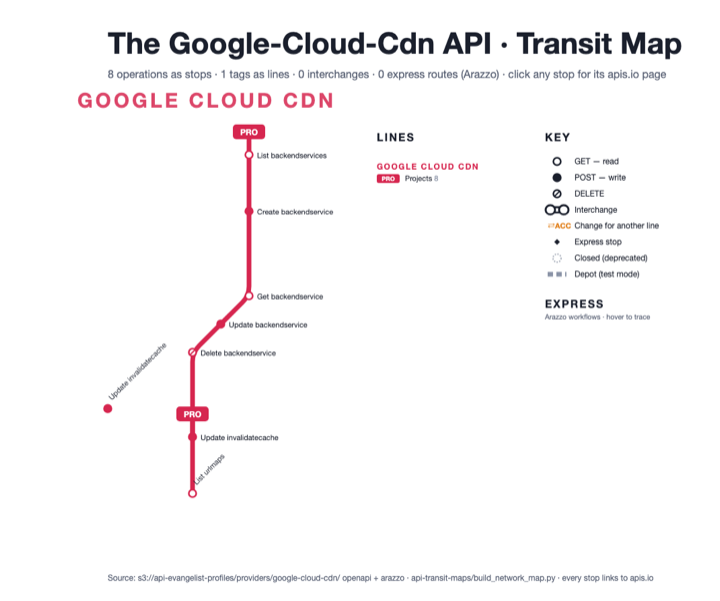 The Google-Cloud-Cdn API · Transit Map
8 operations as stops · 1 tags as lines · 0 interchanges · 0 express routes (Arazzo) · click any stop for its apis.io page
GOOGLE CLOUD CDN
PRO
List backendservices
Create backendservice
Get backendservice
Update backendservice
Delete backendservice
Update invalidatecache
PRO
Update invalidatecache
List urlmaps
LINES
GOOGLE CLOUD CDN
PRO Projects 8
KEY
GET — read
POST — write
DELETE
Interchange
ACC Change for another line
Express stop
Closed (deprecated)
Depot (test mode)
EXPRESS
Arazzo workflows · hover to trace
Source: s3://api-evangelist-profiles/providers/google-cloud-cdn/ openapi + arazzo · api-transit-maps/build_network_map.py · every stop links to apis.io